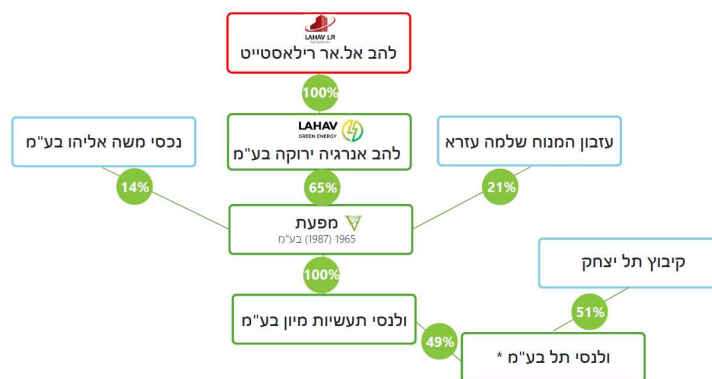 LAHAV LR
להב אל.אר רילאסטייט
100%
LAHAV
GREEN ENERGY
להב אנרגיה ירוקה בע"מ
נכסי משה אליהו בע"מ
עזבון המנוח שלמה עזרא
65%
14%
21%
מפעת
1965 (1987) בע"מ
100%
קיבוץ תל יצחק
ולנסי תעשיות מיון בע"מ
51%
49%
ולנסי תל בע"מ *